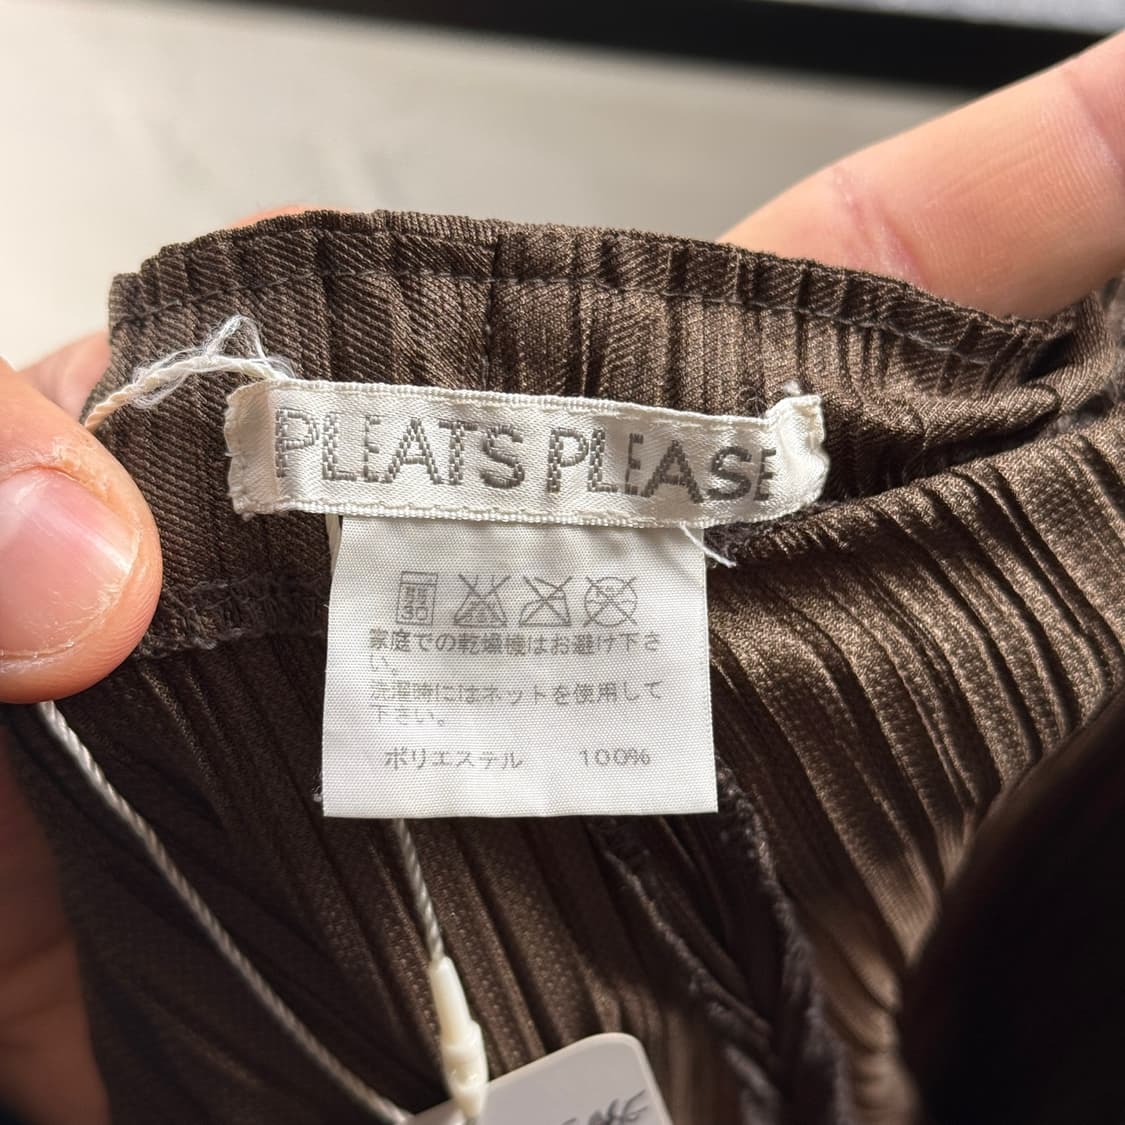 PLEATS PLEASE
30
家庭での乾燥機はお避け下さ
い。
洗濯時にはネットを使用して
下さい。
ポリエステル 100%